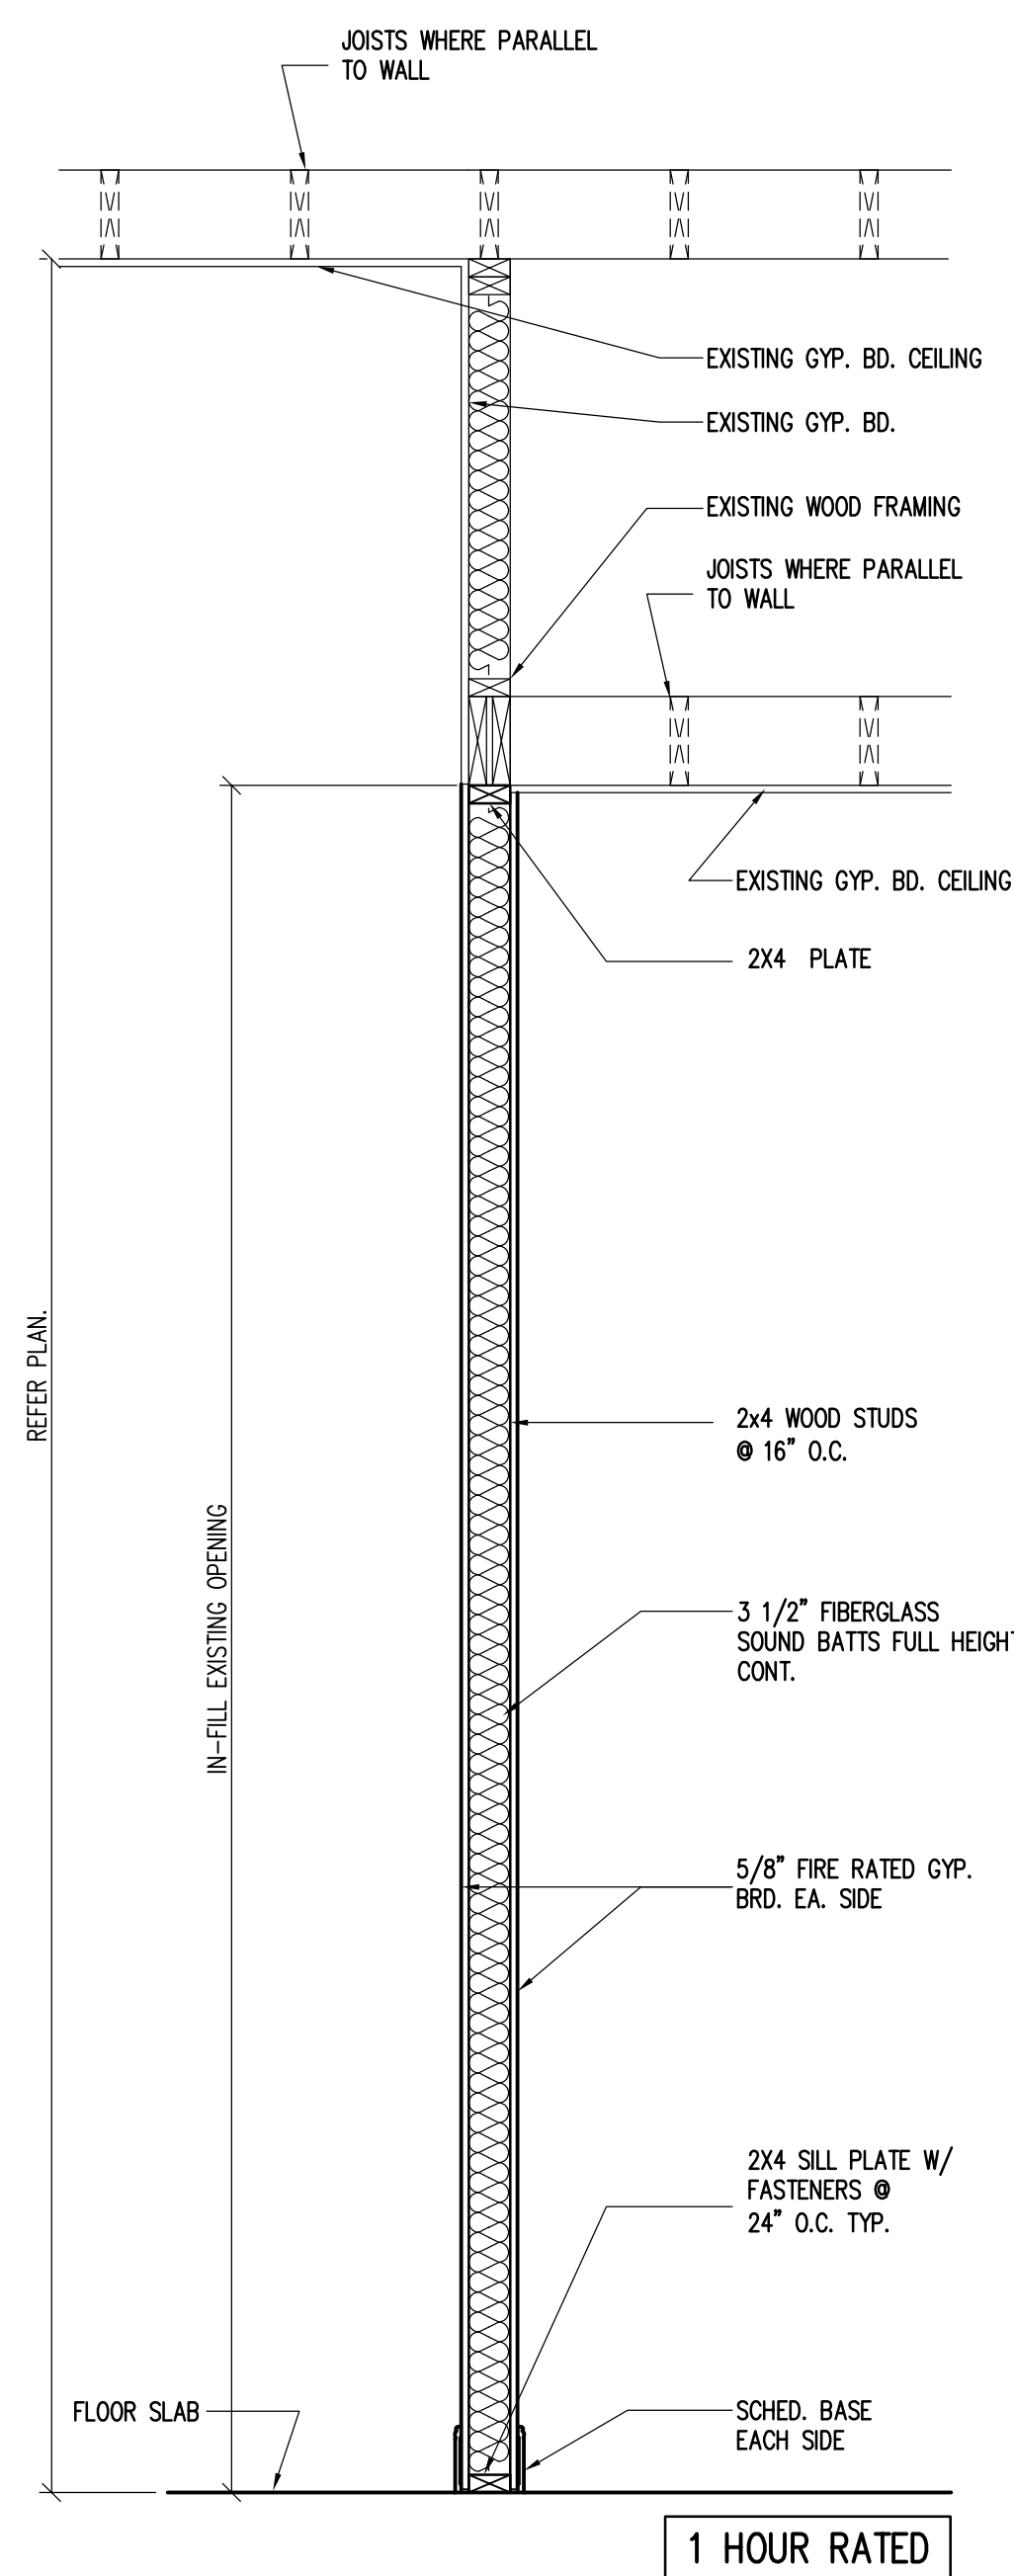 JOISTS WHERE PARALLEL
TO WALL
EXISTING GYP. BD. CEILING
EXISTING GYP. BD.
EXISTING WOOD FRAMING
JOISTS WHERE PARALLEL
TO WALL
EXISTING GYP. BD. CEILING
2X4 PLATE
REFER PLAN.
2x4 WOOD STUDS
@ 16" O.C.
IN-FILL EXISTING OPENING
3 1/2" FIBERGLASS
SOUND BATTS FULL HEIGHT
CONT.
5/8" FIRE RATED GYP.
BRD. EA. SIDE
2X4 SILL PLATE W/
FASTENERS @
24" O.C. TYP.
FLOOR SLAB
SCHED. BASE
EACH SIDE
1 HOUR RATED